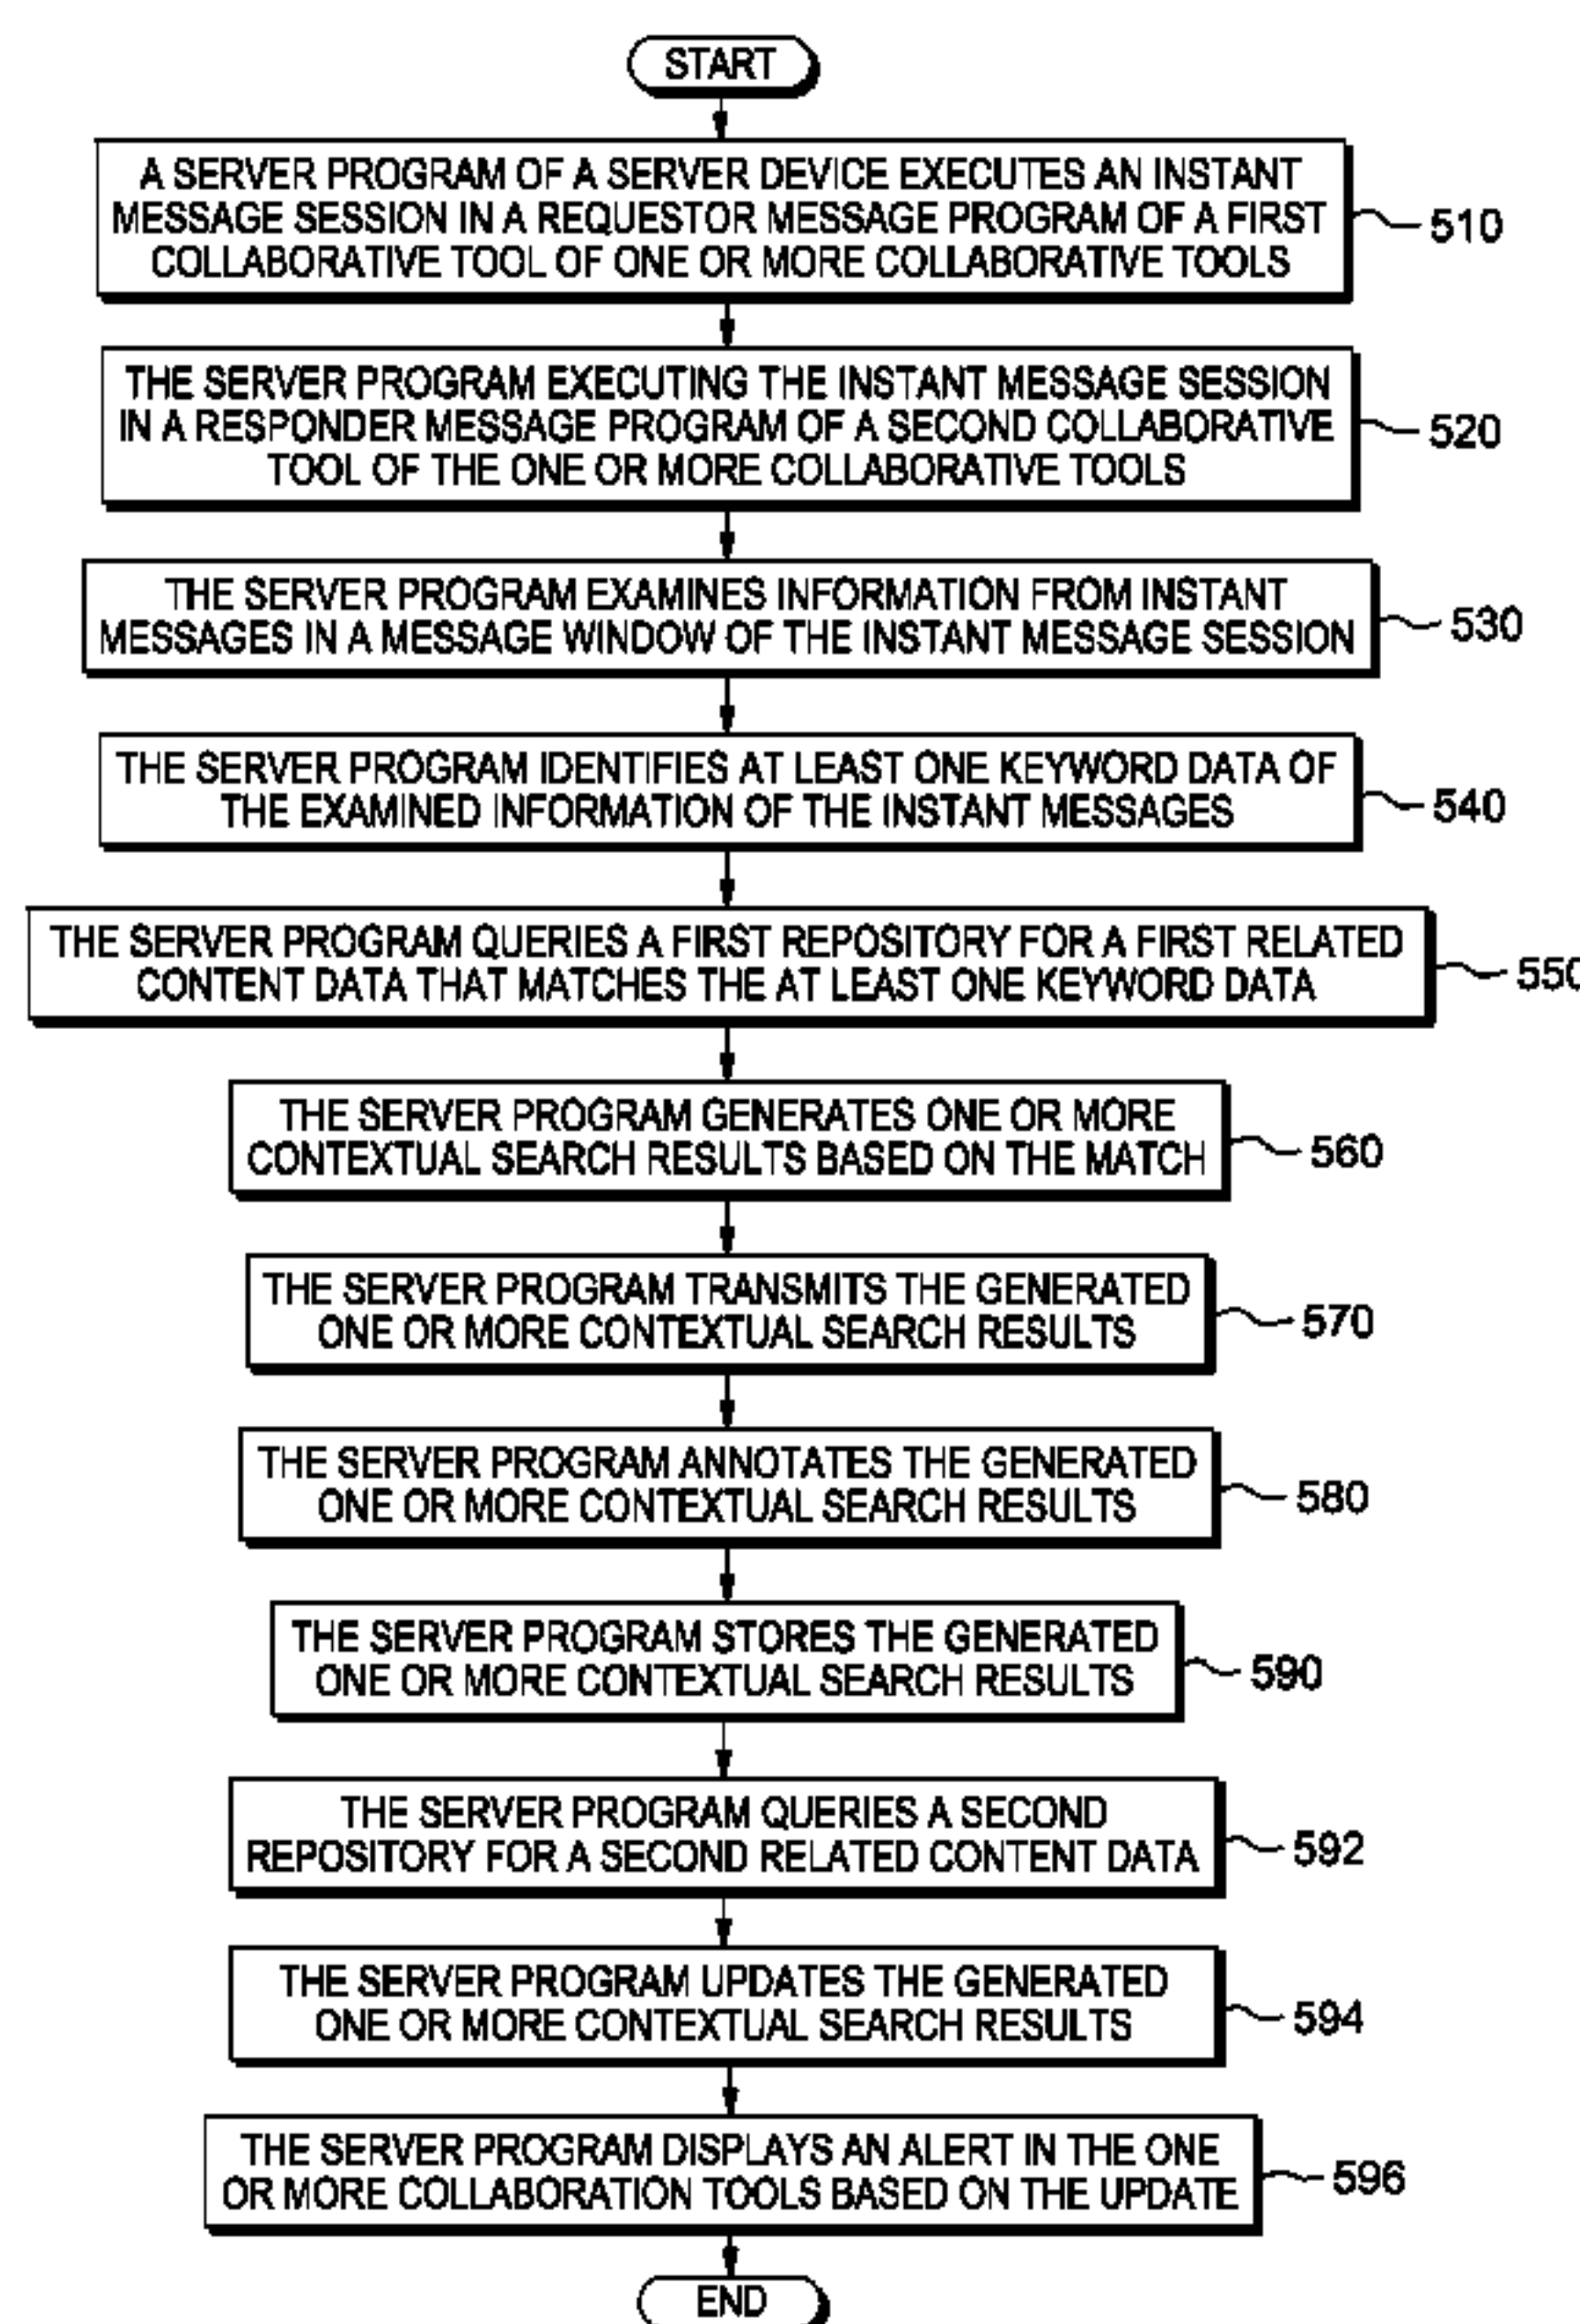 START
A SERVER PROGRAM OF A SERVER DEVICE EXECUTES AN INSTANT
MESSAGE SESSION IN A REQUESTOR MESSAGE PROGRAM OF A FIRST
COLLABORATIVE TOOL OF ONE OR MORE COLLABORATIVE TOOLS
510
THE SERVER PROGRAM EXECUTING THE INSTANT MESSAGE SESSION
IN A RESPONDER MESSAGE PROGRAM OF A SECOND COLLABORATIVE
TOOL OF THE ONE OR MORE COLLABORATIVE TOOLS
520
THE SERVER PROGRAM EXAMINES INFORMATION FROM INSTANT
MESSAGES IN A MESSAGE WINDOW OF THE INSTANT MESSAGE SESSION
530
THE SERVER PROGRAM IDENTIFIES AT LEAST ONE KEYWORD DATA OF
THE EXAMINED INFORMATION OF THE INSTANT MESSAGES
540
THE SERVER PROGRAM QUERIES A FIRST REPOSITORY FOR A FIRST RELATED
CONTENT DATA THAT MATCHES THE AT LEAST ONE KEYWORD DATA
550
THE SERVER PROGRAM GENERATES ONE OR MORE
CONTEXTUAL SEARCH RESULTS BASED ON THE MATCH
560
THE SERVER PROGRAM TRANSMITS THE GENERATED
ONE OR MORE CONTEXTUAL SEARCH RESULTS
570
THE SERVER PROGRAM ANNOTATES THE GENERATED
ONE OR MORE CONTEXTUAL SEARCH RESULTS
580
THE SERVER PROGRAM STORES THE GENERATED
ONE OR MORE CONTEXTUAL SEARCH RESULTS
590
THE SERVER PROGRAM QUERIES A SECOND
REPOSITORY FOR A SECOND RELATED CONTENT DATA
592
THE SERVER PROGRAM UPDATES THE GENERATED
ONE OR MORE CONTEXTUAL SEARCH RESULTS
594
THE SERVER PROGRAM DISPLAYS AN ALERT IN THE ONE
OR MORE COLLABORATION TOOLS BASED ON THE UPDATE
596
END